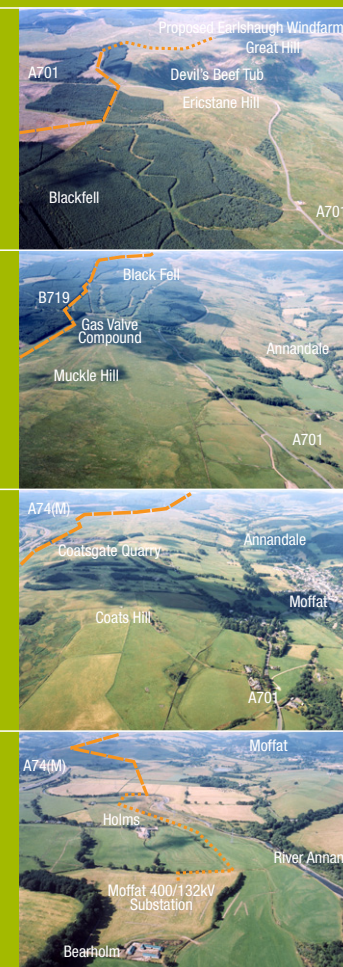 Proposed Earlshaugh Windfarm
Great Hill
A701
Devil's Beef Tub
Ericstane Hill
Blackfell
A701
Black Fell
B719
Gas Valve
Compound
Annandale
Muckle Hill
A701
A74(M)
Coatsgate Quarry
Annandale
Moffat
Coats Hill
A701
Moffat
A74(M)
Holms
River Annan
Moffat 400/132kV
Substation
Bearholm